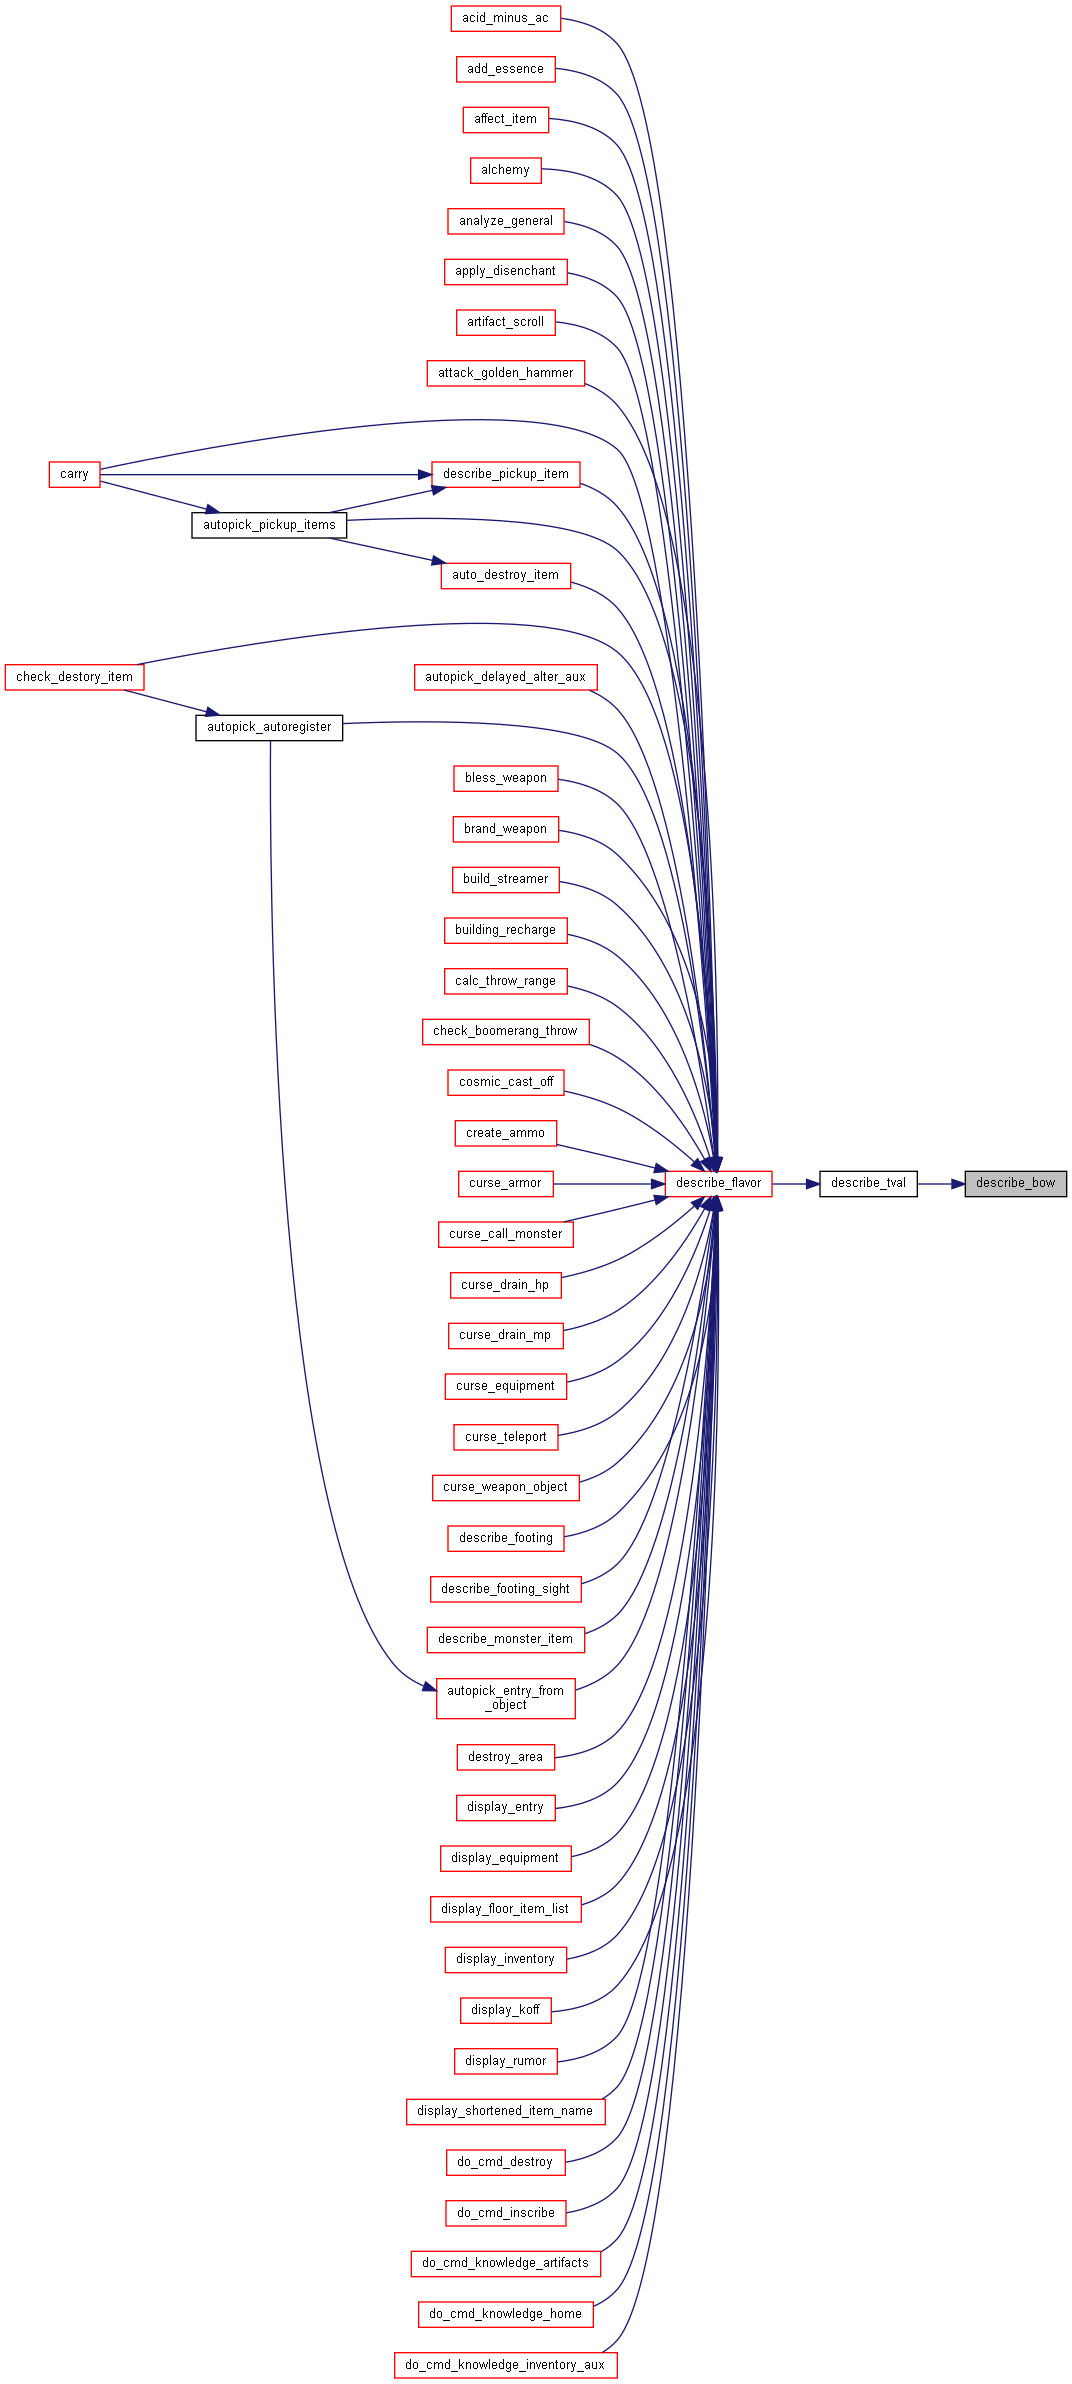 acid_minus_ac
add_essence
affect_item
alchemy
analyze_general
apply_disenchant
artifact_scroll
attack_golden_hammer
carry
describe_pickup_item
autopick_pickup_items
auto_destroy_item
check_destory_item
autopick_delayed_alter_aux
autopick_autoregister
bless_weapon
brand_weapon
build_streamer
building_recharge
calc_throw_range
check_boomerang_throw
cosmic_cast_off
create_ammo
curse_armor
describe_flavor
describe_tval
describe_bow
curse_call_monster
curse_drain_hp
curse_drain_mp
curse_equipment
curse_teleport
curse_weapon_object
describe_footing
describe_footing_sight
describe_monster_item
autopick_entry_from
_object
destroy_area
display_entry
display_equipment
display_floor_item_list
display_inventory
display_koff
display_rumor
display_shortened_item_name
do_cmd_destroy
do_cmd_inscribe
do_cmd_knowledge_artifacts
do_cmd_knowledge_home
do_cmd_knowledge_inventory_aux